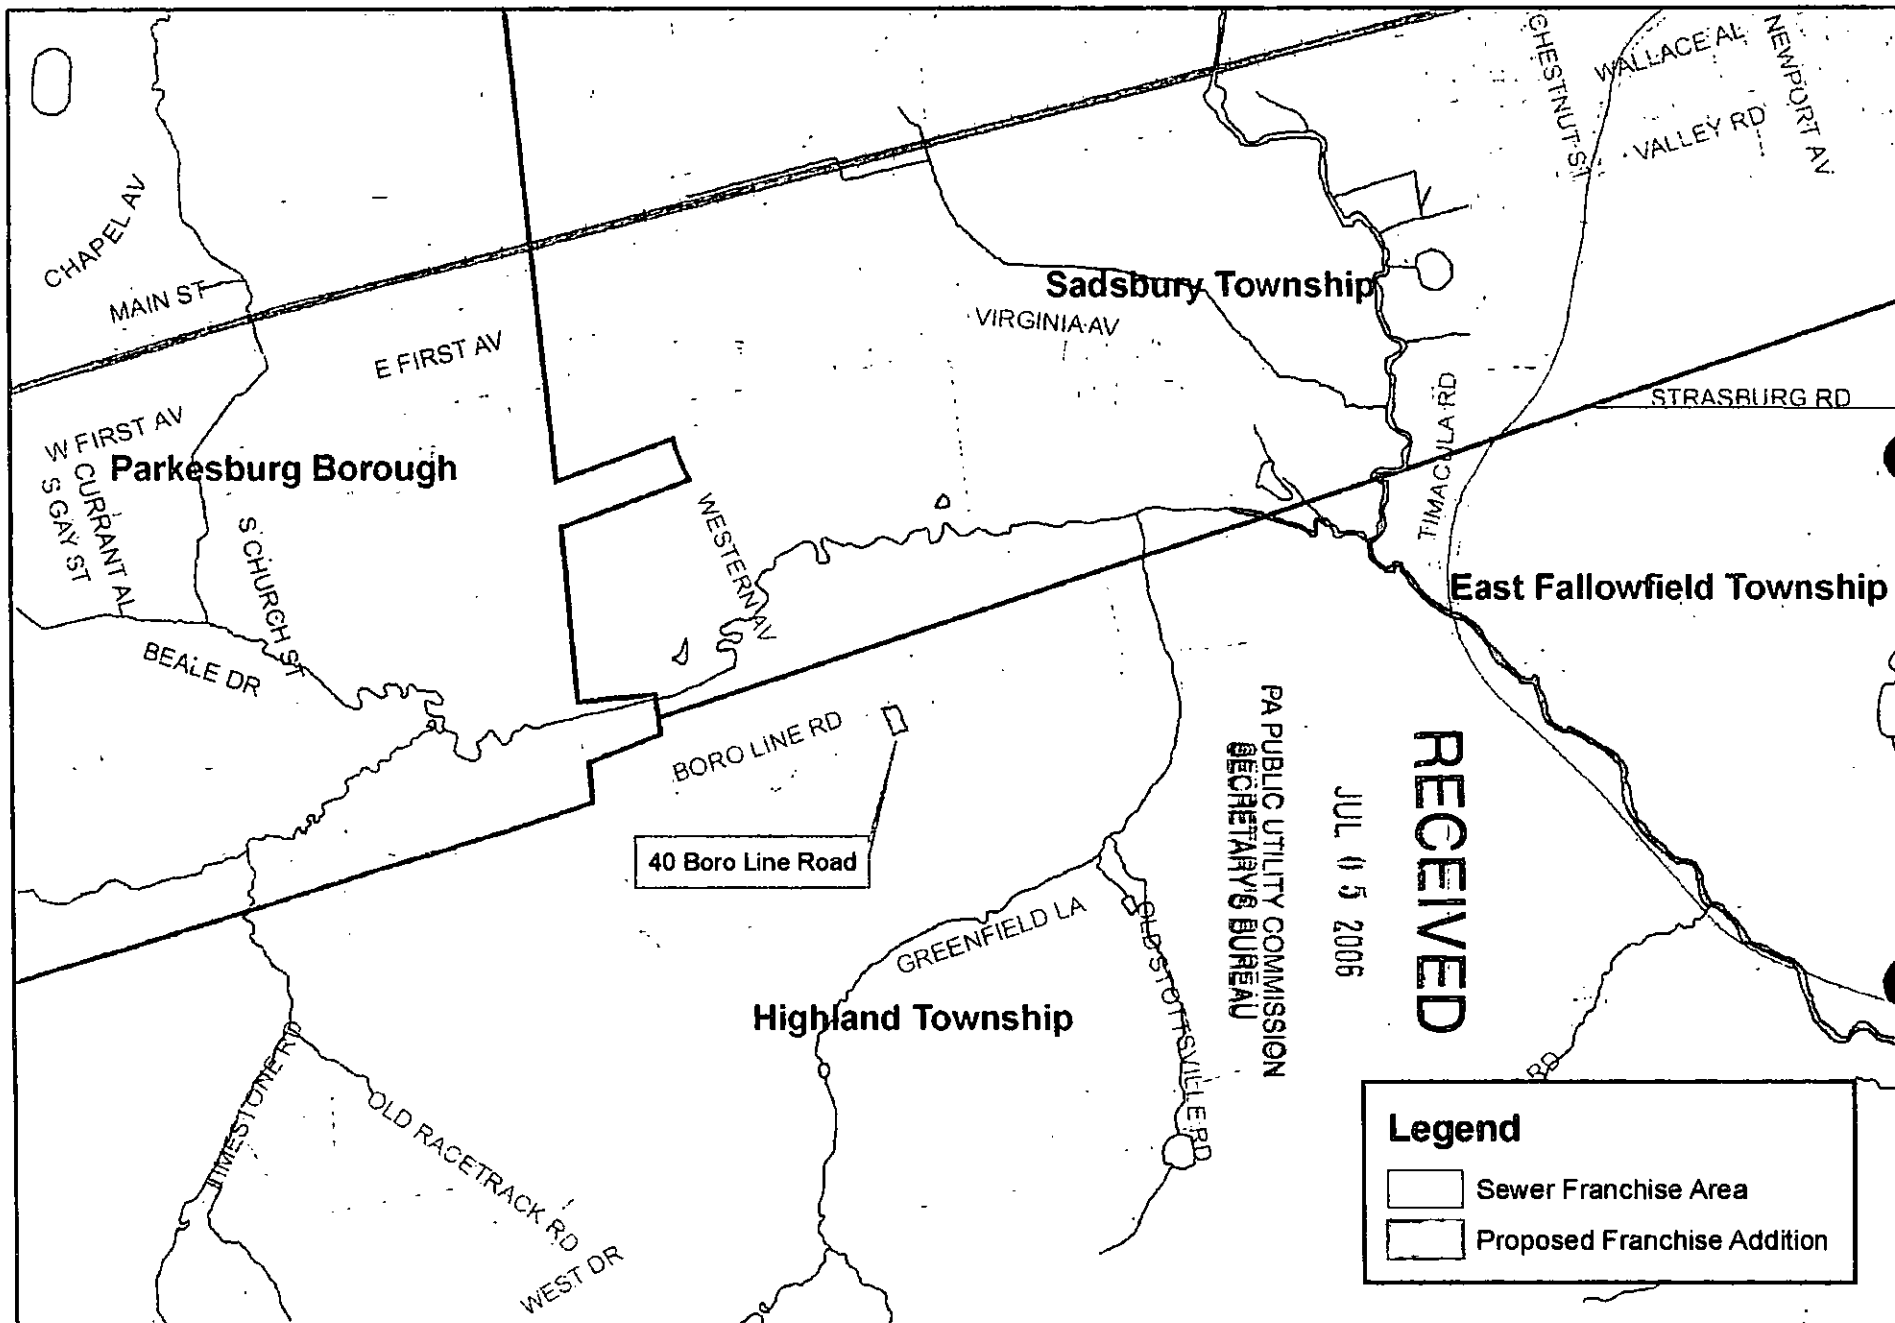 WALLACE AL
NEWPORT AV
CHESTNUT ST
VALLEY RD
CHAPEL AV
MAIN ST
Sadsbury Township
VIRGINIA AV
E FIRST AV
TIMACULA RD
STRASBURG RD
W FIRST AV
Parkesburg Borough
CURRANT AL
S GAY ST
S CHURCH ST
WESTERN AV
East Fallowfield Township
BEALE DR
BORO LINE RD
40 Boro Line Road
RECEIVED
JUL 05 2006
PA PUBLIC UTILITY COMMISSION
SECRETARY'S BUREAU
GREENFIELD LA
OLD STOTTSVILLE RD
Highland Township
LIMESTONE RD
OLD RACETRACK RD
WEST DR
RD
Legend
Sewer Franchise Area
Proposed Franchise Addition